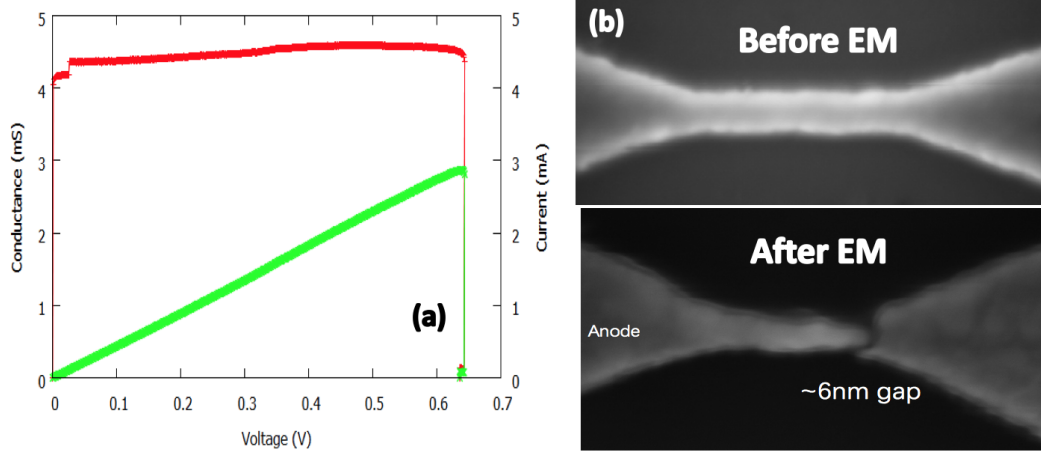 5
4
3
2
1
0
Conductance (mS)
0 0.1 0.2 0.3 0.4 0.5 0.6 0.7
Voltage (V)
5
4
3
2
1
0
Current (mA)
(a)
(b)
Before EM
After EM
Anode
~6nm gap